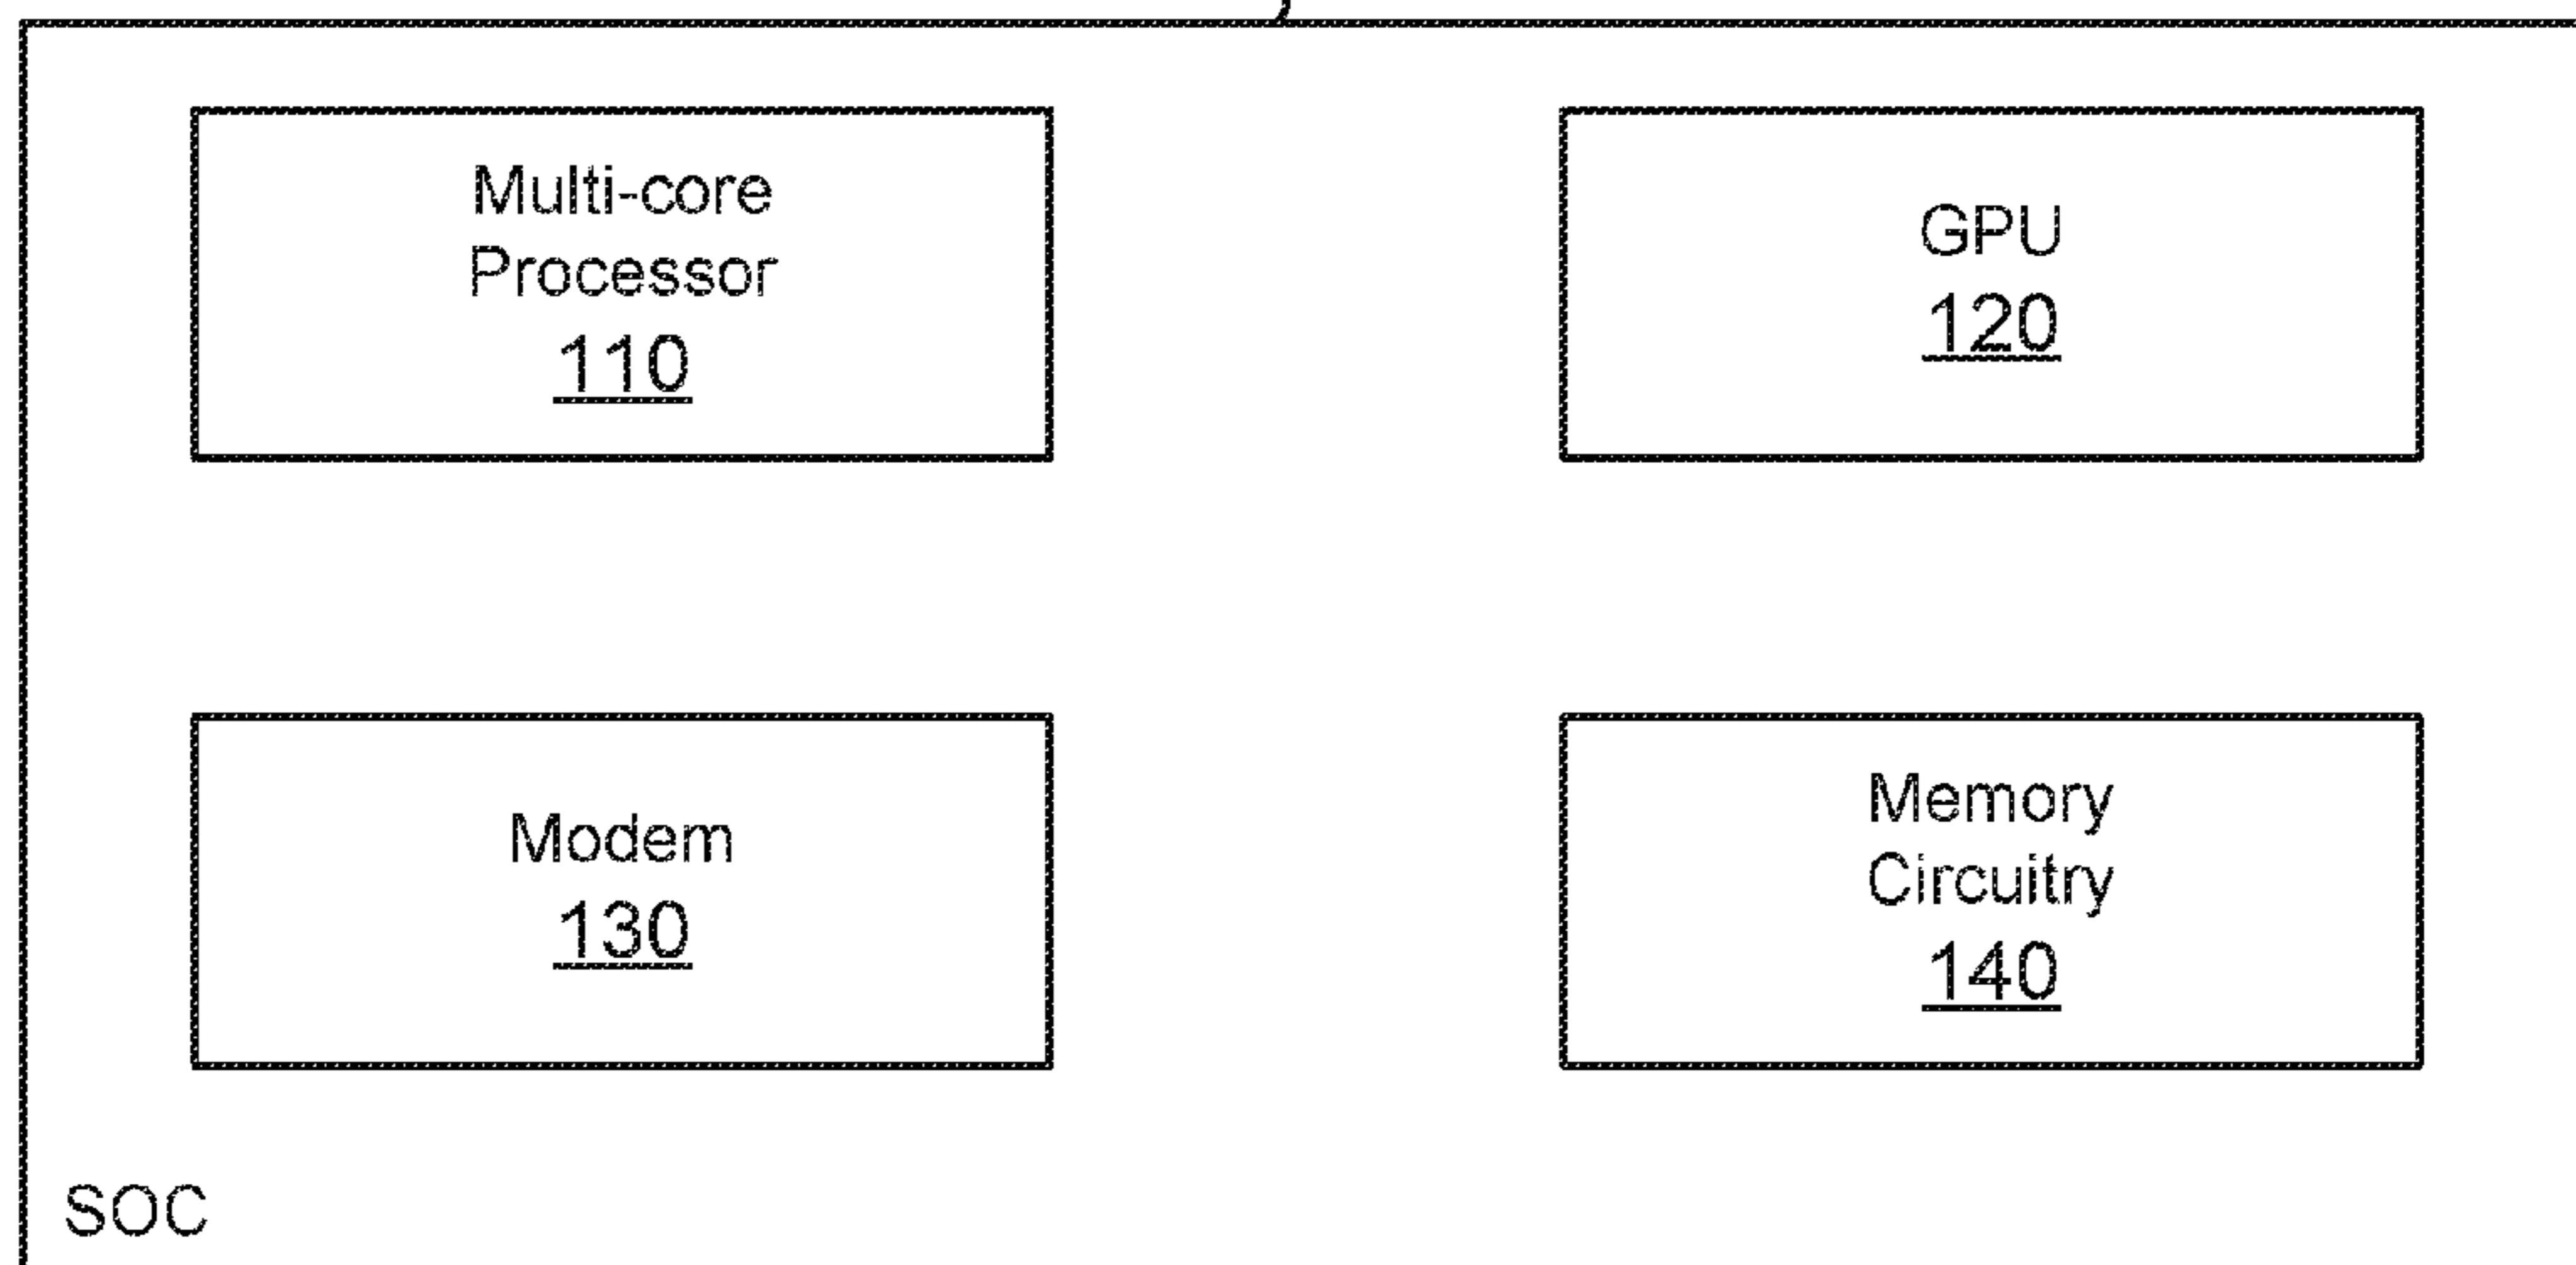 Multi-core
Processor
110
GPU
120
Modem
130
Memory
Circuitry
140
SOC